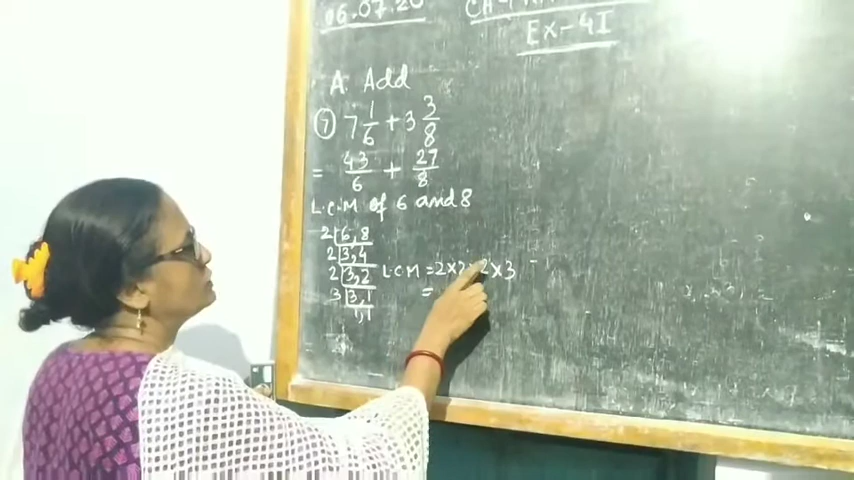 06.07.20
Ex-4I
A. Add
⑦ 7 1/6 + 3 3/8
= 43/6 + 27/8
L.C.M of 6 and 8
2 | 6, 8
2 | 3, 4
2 | 3, 2 L.C.M = 2×2×2×3
3 | 3, 1 =
1, 1